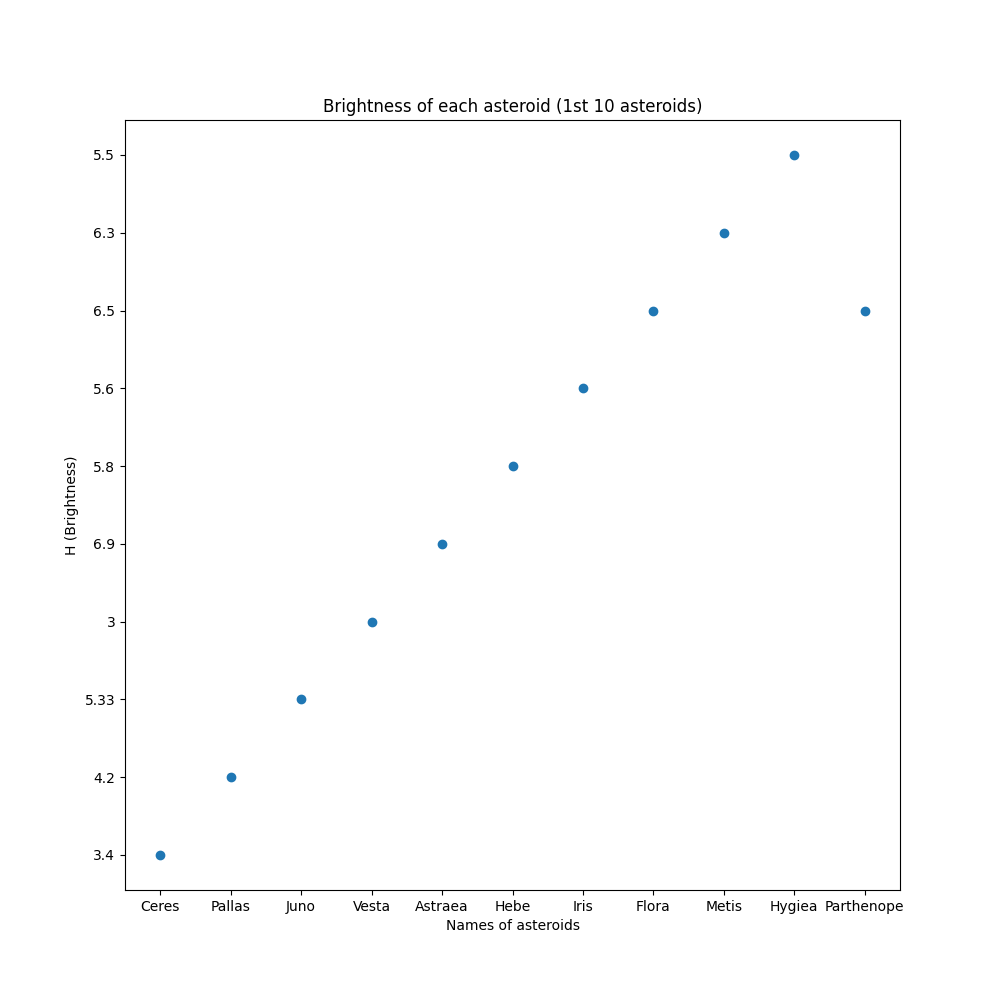 Brightness of each asteroid (1st 10 asteroids)
5.5
6.3
6.5
5.6
5.8
6.9
3
5.33
4.2
3.4
H (Brightness)
Ceres Pallas Juno Vesta Astraea Hebe Iris Flora Metis Hygiea Parthenope
Names of asteroids